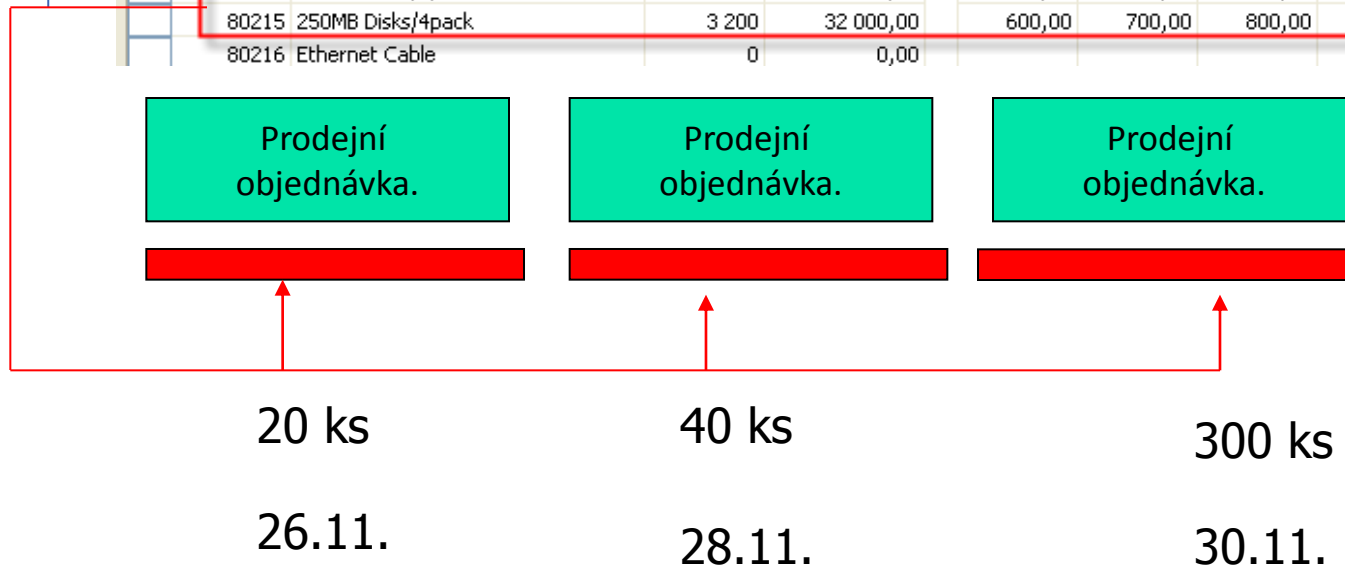 80215 250MB Disks/4pack 3 200 32 000,00 600,00 700,00 800,00
80216 Ethernet Cable 0 0,00
Prodejní
objednávka.
Prodejní
objednávka.
Prodejní
objednávka.
20 ks
40 ks
300 ks
26.11.
28.11.
30.11.